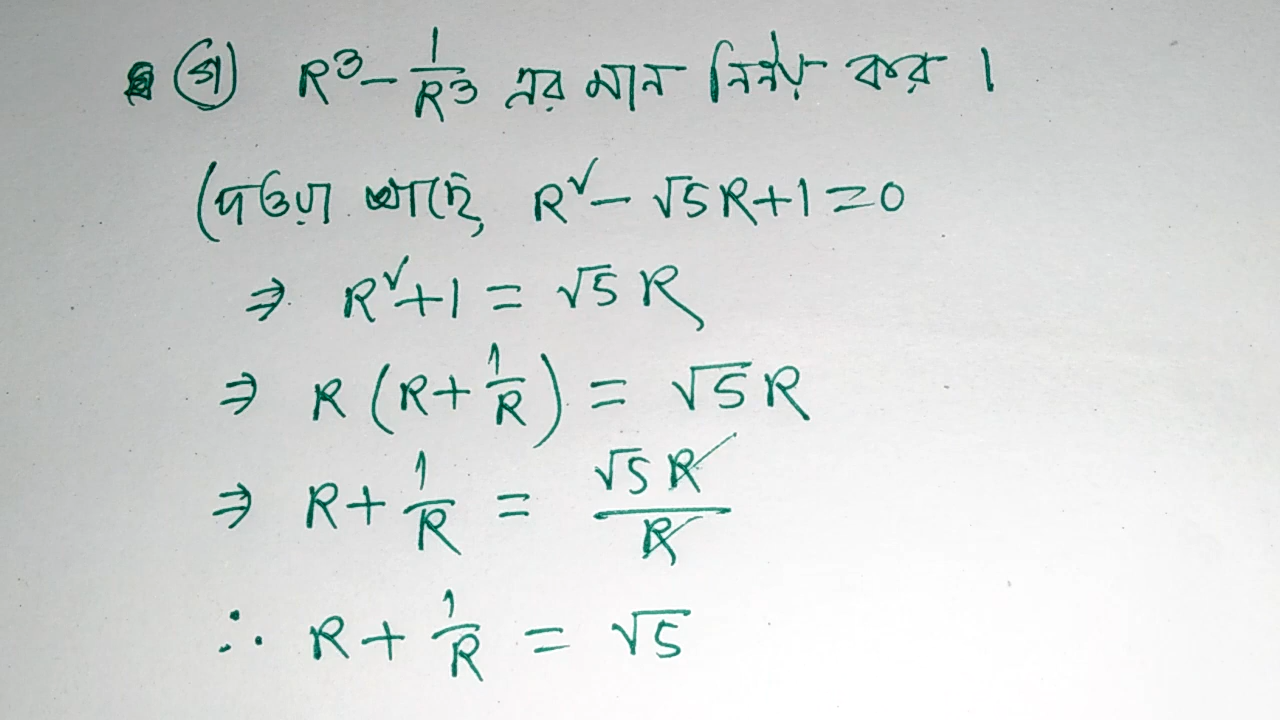 (গ) R³ - 1/R³ এর মান নির্ণয় কর ।
দেওয়া আছে, R² - √5R + 1 = 0
⇒ R² + 1 = √5 R
⇒ R (R + 1/R) = √5 R
⇒ R + 1/R = √5 R / R
∴ R + 1/R = √5